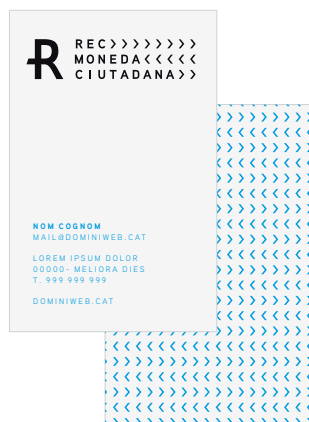 R REC>>>>>>>>
MONEDA<<<<<
CIUTADANA>>
NOM COGNOM
MAIL@DOMINIWEB.CAT
LOREM IPSUM DOLOR
00000- MELIORA DIES
T. 999 999 999
DOMINIWEB.CAT